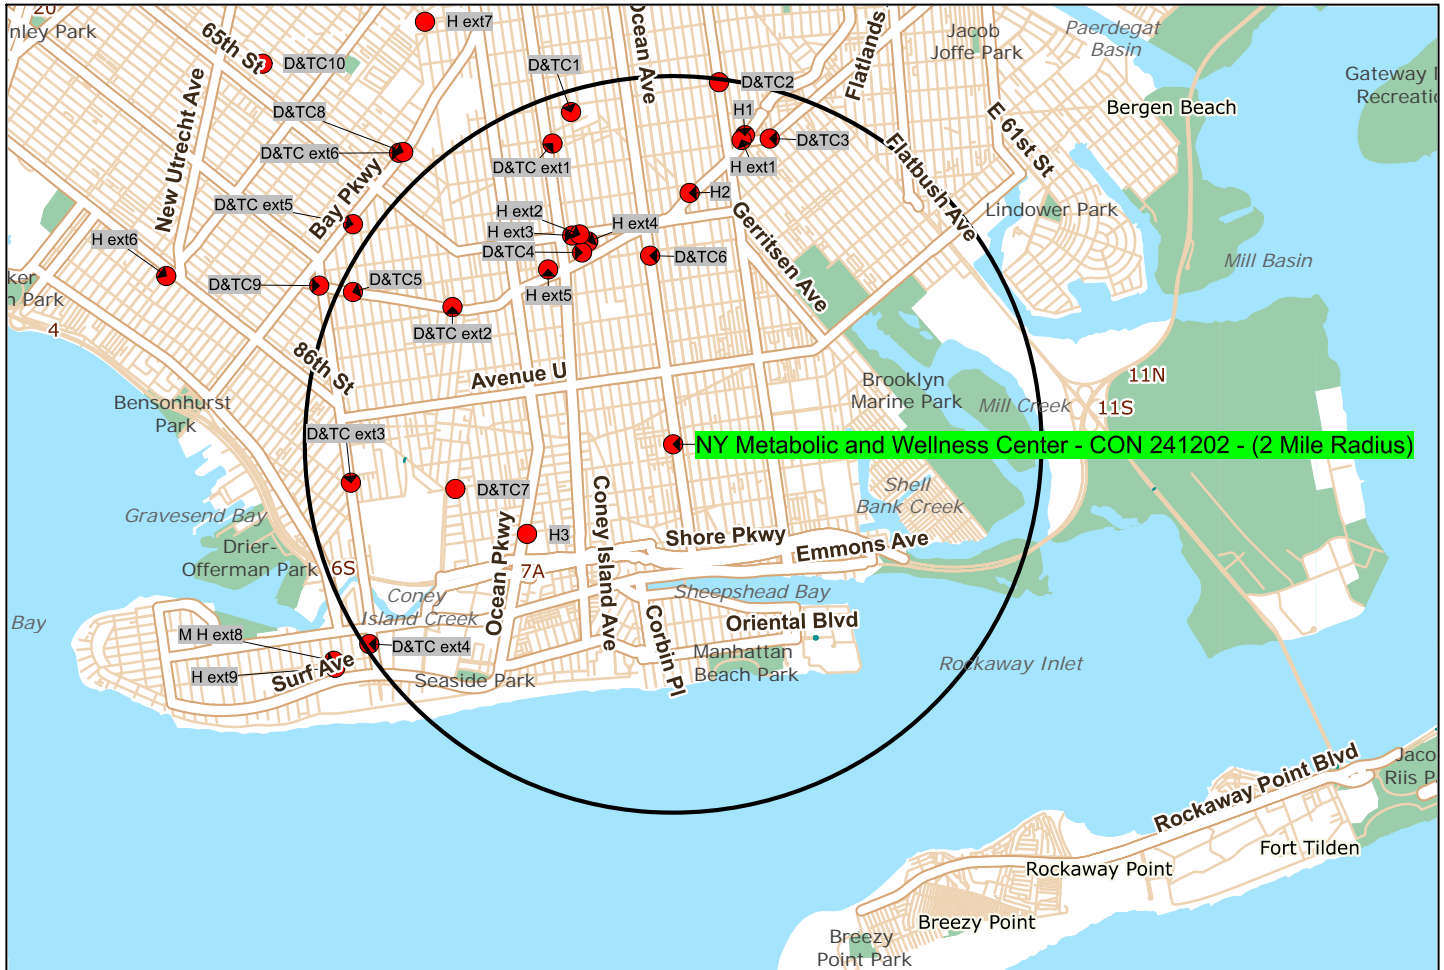 20
nley Park
65th St
H ext7
D&TC10
New Utrecht Ave
Ocean Ave
D&TC1
D&TC2
Flatlands
Jacob
Joffe Park
Paerdegat
Basin
Gateway
Bergen Beach
D&TC8
H1
D&TC3
E 61st St
D&TC ext6
D&TC ext1
H ext1
Flatbush Ave
Bay Pkwy
D&TC ext5
H2
H ext2
H ext4
Gerritsen Ave
Lindower Park
H ext6
H ext3
D&TC4
D&TC6
Mill Basin
ker
n Park
D&TC9
D&TC5
H ext5
4
D&TC ext2
86th St
Avenue U
Bensonhurst
Park
Brooklyn
Marine Park
Mill Creek
11N
11S
D&TC ext3
NY Metabolic and Wellness Center - CON 241202 - (2 Mile Radius)
D&TC7
Shell
Bank Creek
Gravesend Bay
Coney Island Ave
Ocean Pkwy
H3
Shore Pkwy
Emmons Ave
Drier-
Offerman Park
6S
7A
Coney
Island Creek
Sheepshead Bay
Bay
M H ext8
D&TC ext4
Corbin Pl
Oriental Blvd
H ext9
Surf Ave
Seaside Park
Manhattan
Beach Park
Rockaway Inlet
Rockaway Point Blvd
Riis
Fort Tilden
Rockaway Point
Breezy Point
Breezy
Point Park